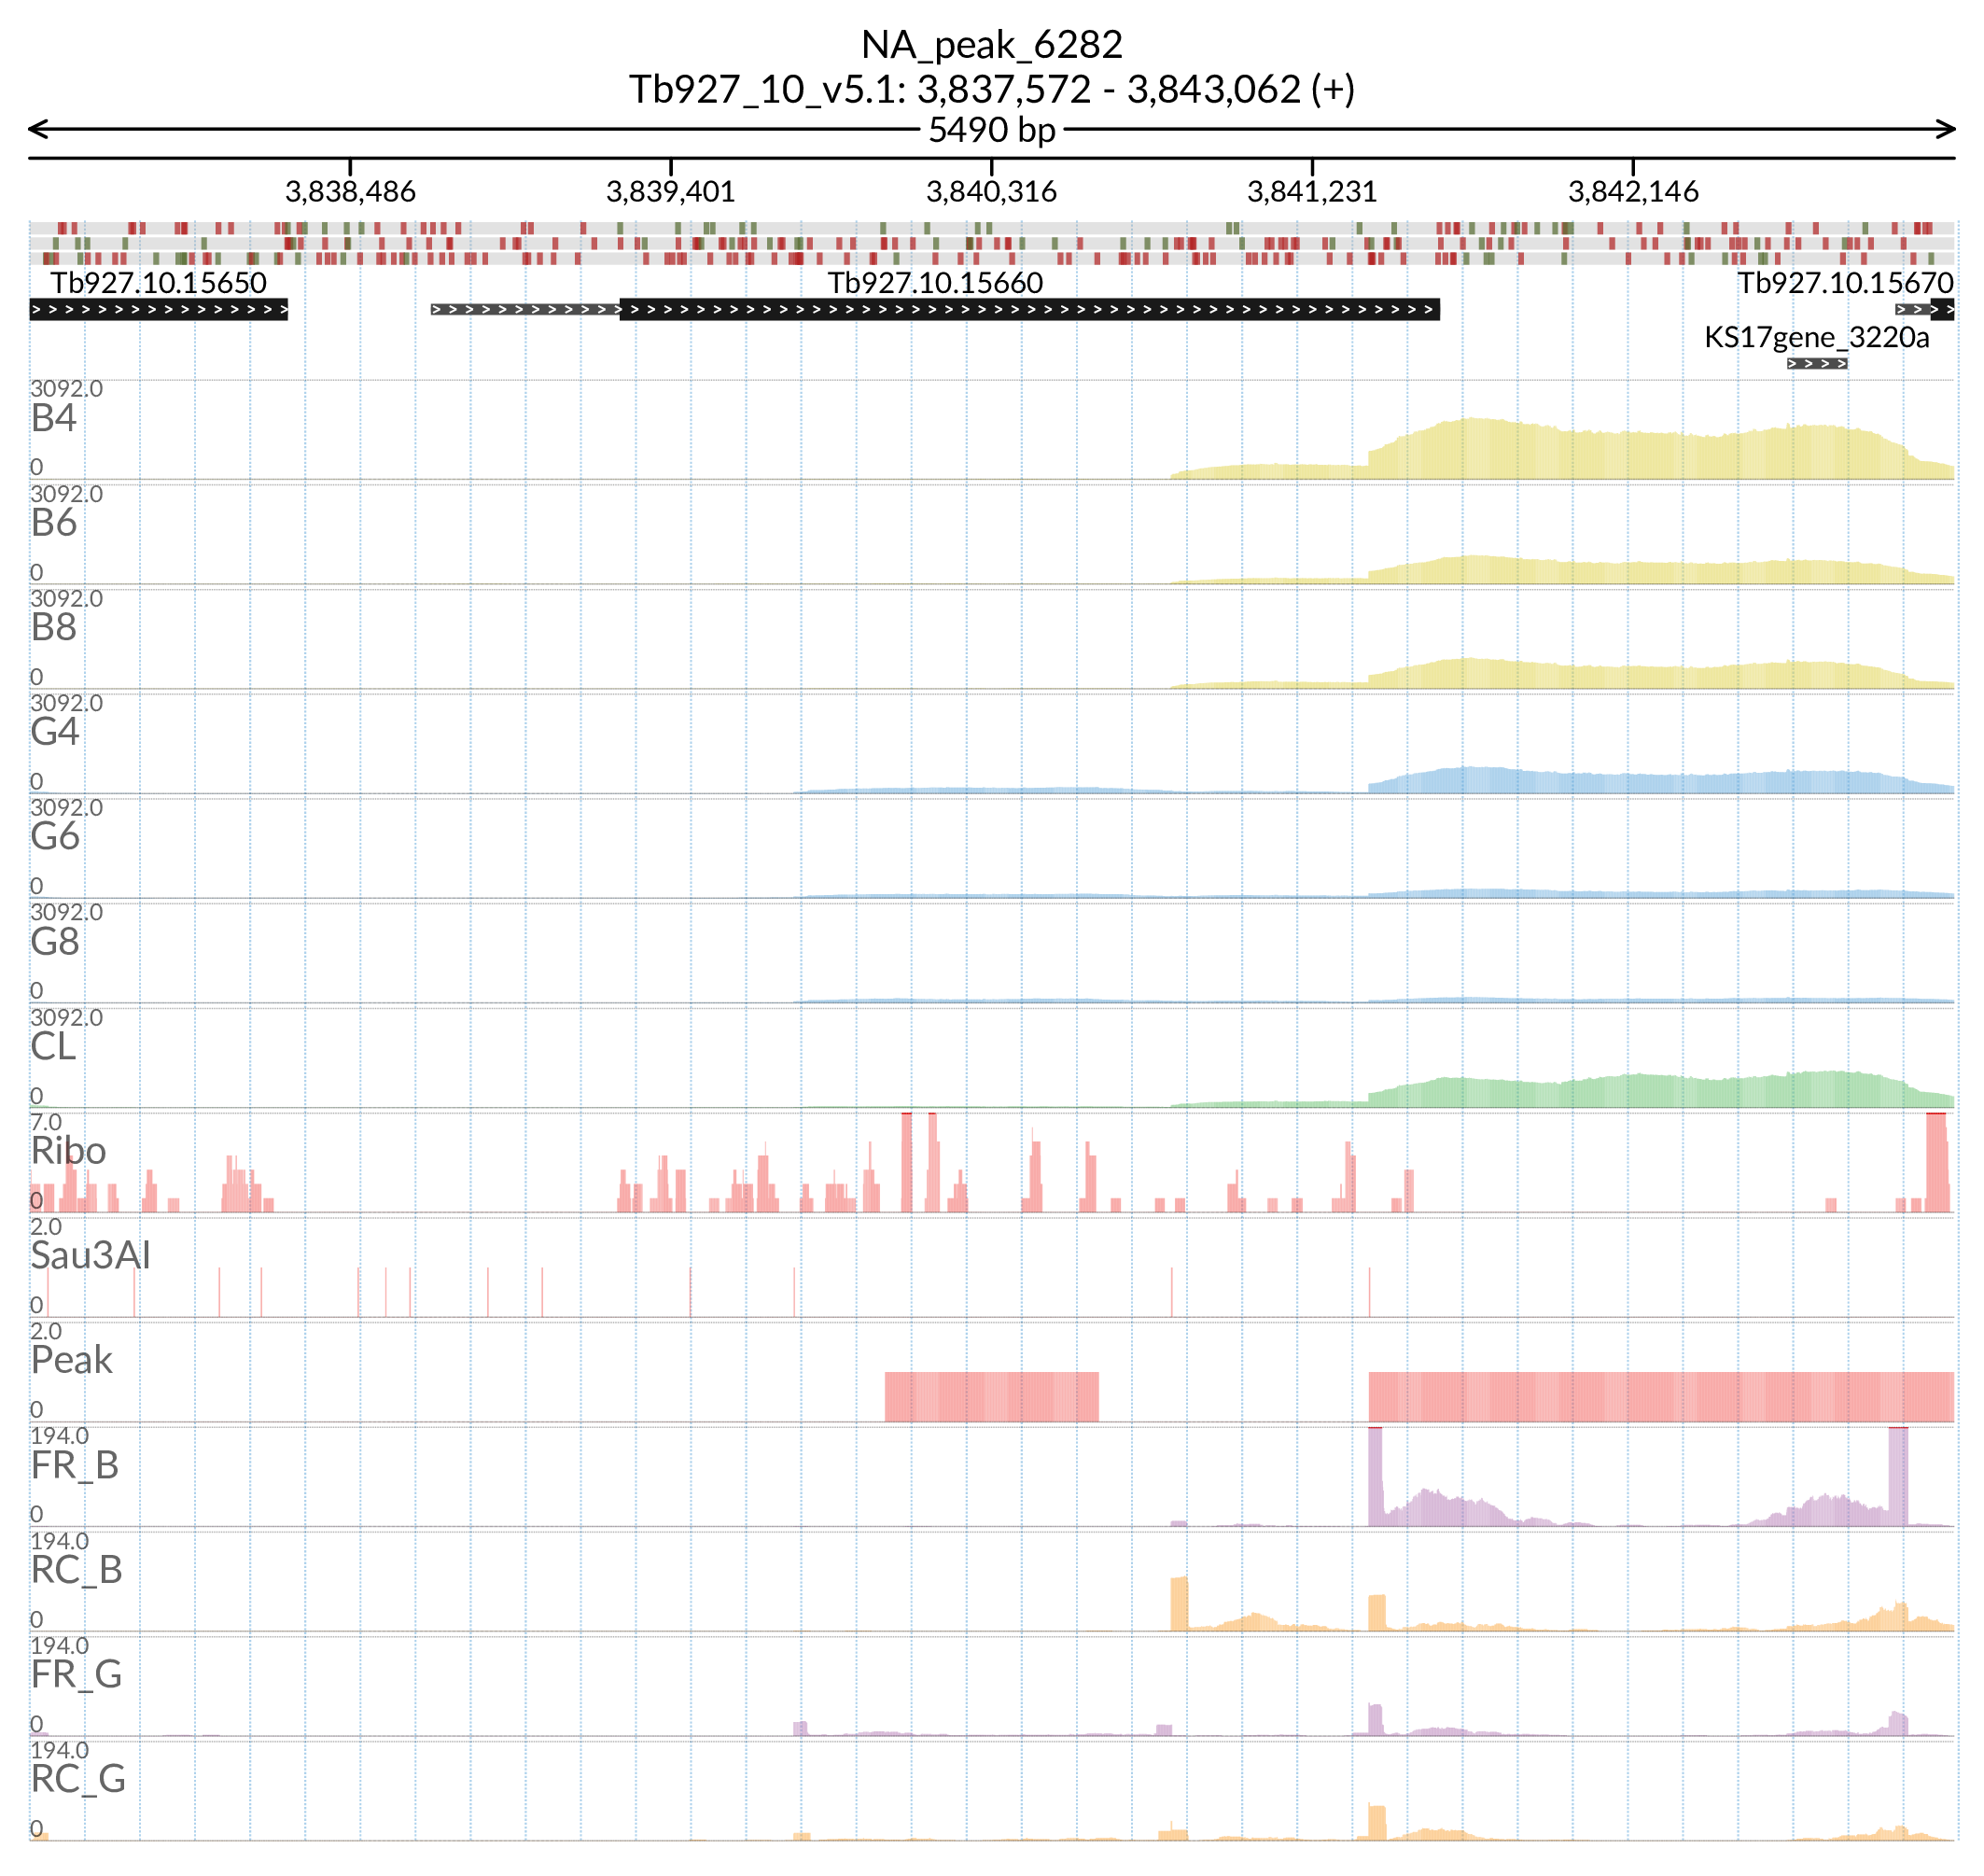 NA_peak_6282
Tb927_10_v5.1: 3,837,572 - 3,843,062 (+)
5490 bp
3,838,486 3,839,401 3,840,316 3,841,231 3,842,146
Tb927.10.15650 Tb927.10.15660 Tb927.10.15670
KS17gene_3220a
3092.0
B4
0
3092.0
B6
0
3092.0
B8
0
3092.0
G4
0
3092.0
G6
0
3092.0
G8
0
3092.0
CL
0
7.0
Ribo
0
2.0
Sau3AI
0
2.0
Peak
0
194.0
FR_B
0
194.0
RC_B
0
194.0
FR_G
0
194.0
RC_G
0